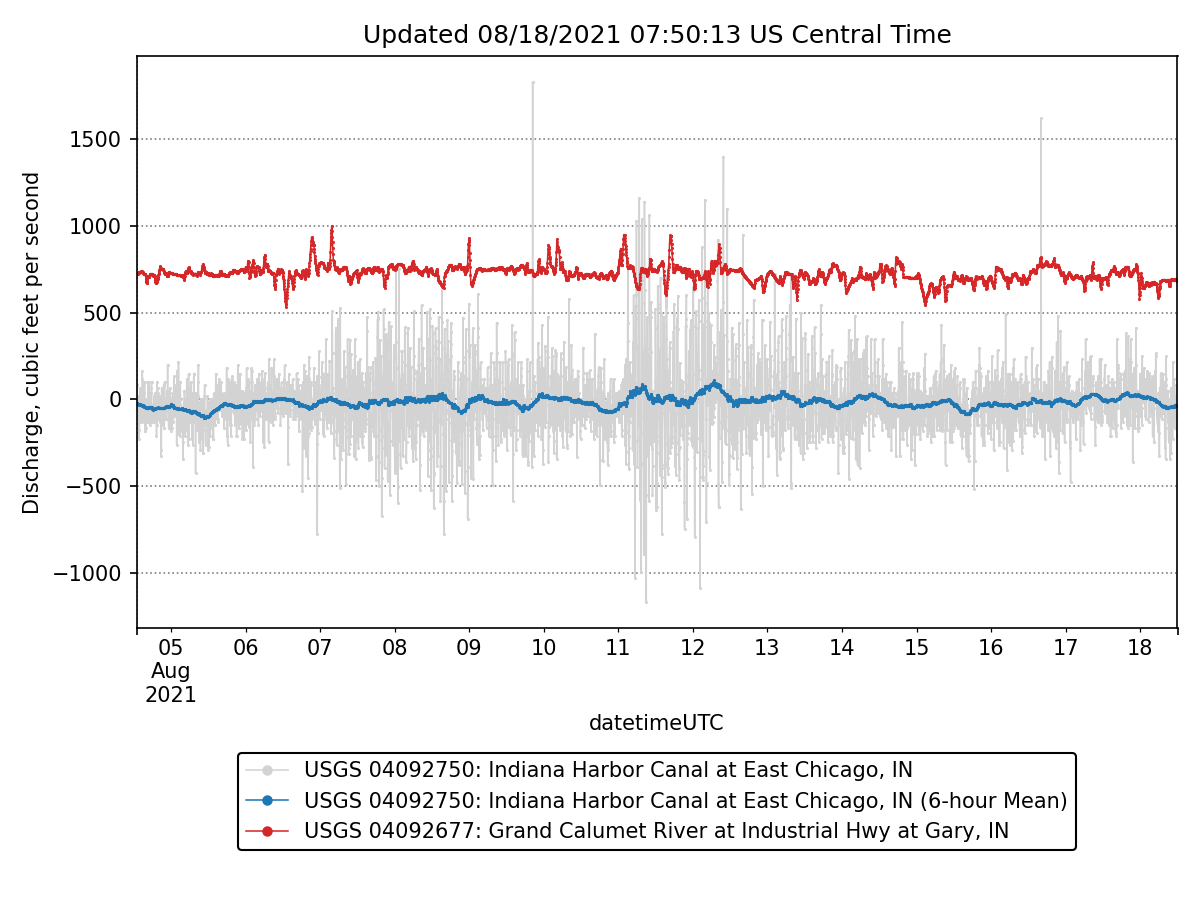 Updated 08/18/2021 07:50:13 US Central Time
Discharge, cubic feet per second
1500
1000
500
0
−500
−1000
05 06 07 08 09 10 11 12 13 14 15 16 17 18
Aug
2021
datetimeUTC
USGS 04092750: Indiana Harbor Canal at East Chicago, IN
USGS 04092750: Indiana Harbor Canal at East Chicago, IN (6-hour Mean)
USGS 04092677: Grand Calumet River at Industrial Hwy at Gary, IN